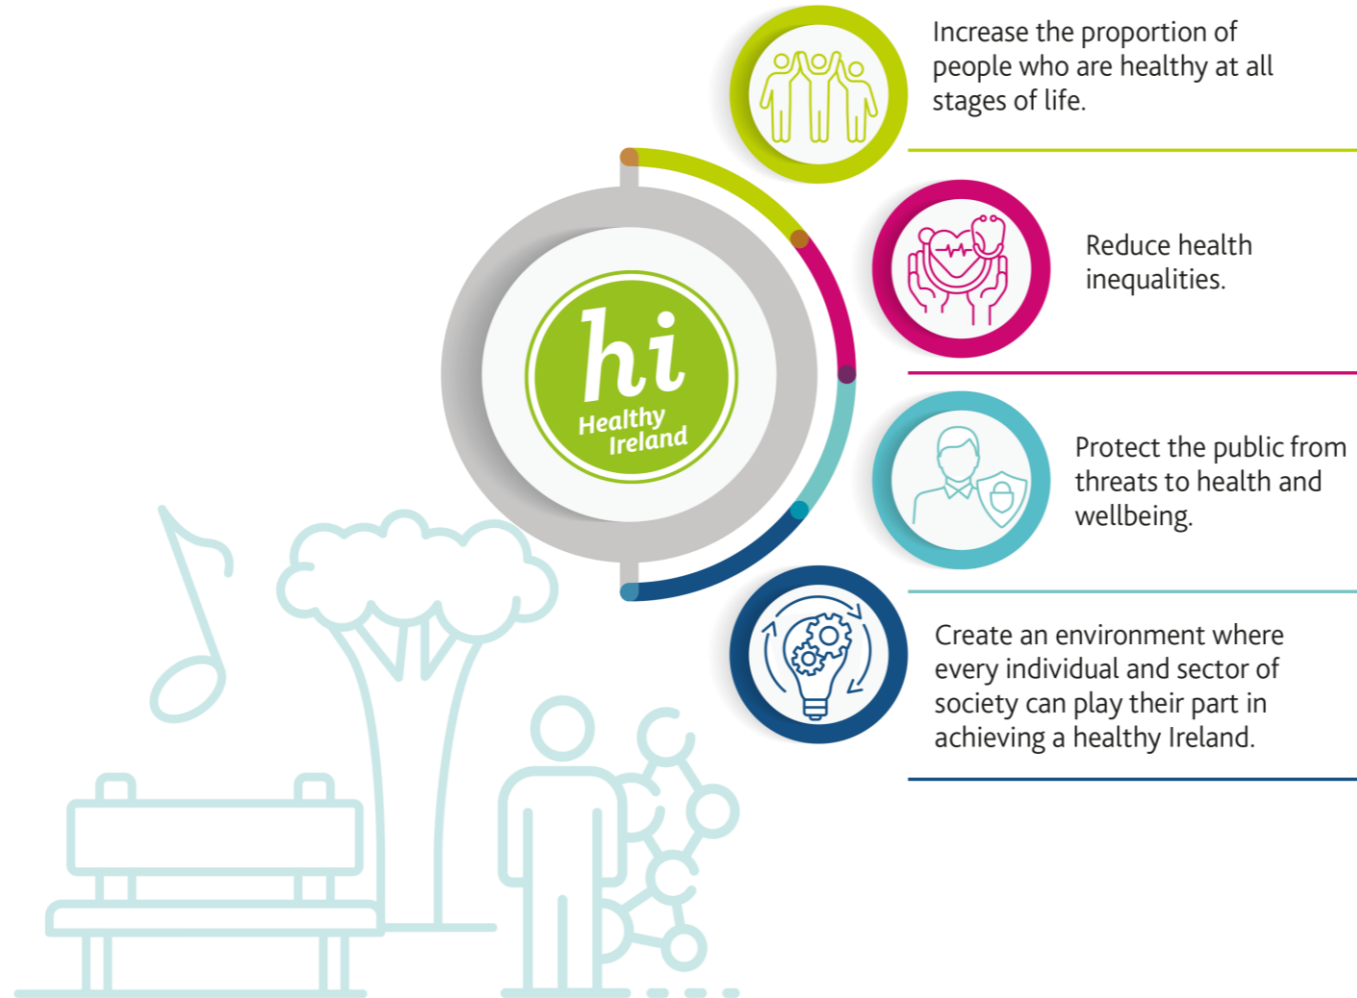 Increase the proportion of
people who are healthy at all
stages of life.
Reduce health
inequalities.
hi
Healthy
Ireland
Protect the public from
threats to health and
wellbeing.
Create an environment where
every individual and sector of
society can play their part in
achieving a healthy Ireland.